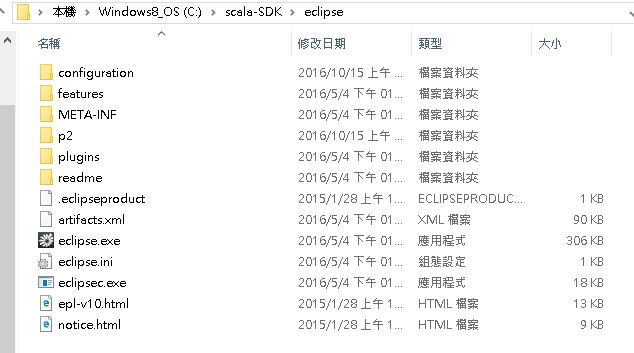 本機 > Windows8_OS (C:) > scala-SDK > eclipse
名稱 修改日期 類型 大小
configuration 2016/10/15 上午 ... 檔案資料夾
features 2016/5/4 下午 01... 檔案資料夾
META-INF 2016/5/4 下午 01... 檔案資料夾
p2 2016/10/15 上午 ... 檔案資料夾
plugins 2016/5/4 下午 01... 檔案資料夾
readme 2016/5/4 下午 01... 檔案資料夾
.eclipseproduct 2015/1/28 上午 1... ECLIPSEPRODUC... 1 KB
artifacts.xml 2016/5/4 下午 01... XML 檔案 90 KB
eclipse.exe 2016/5/4 下午 01... 應用程式 306 KB
eclipse.ini 2016/5/4 下午 01... 組態設定 1 KB
eclipsec.exe 2016/5/4 下午 01... 應用程式 18 KB
epl-v10.html 2015/1/28 上午 1... HTML 檔案 13 KB
notice.html 2015/1/28 上午 1... HTML 檔案 9 KB